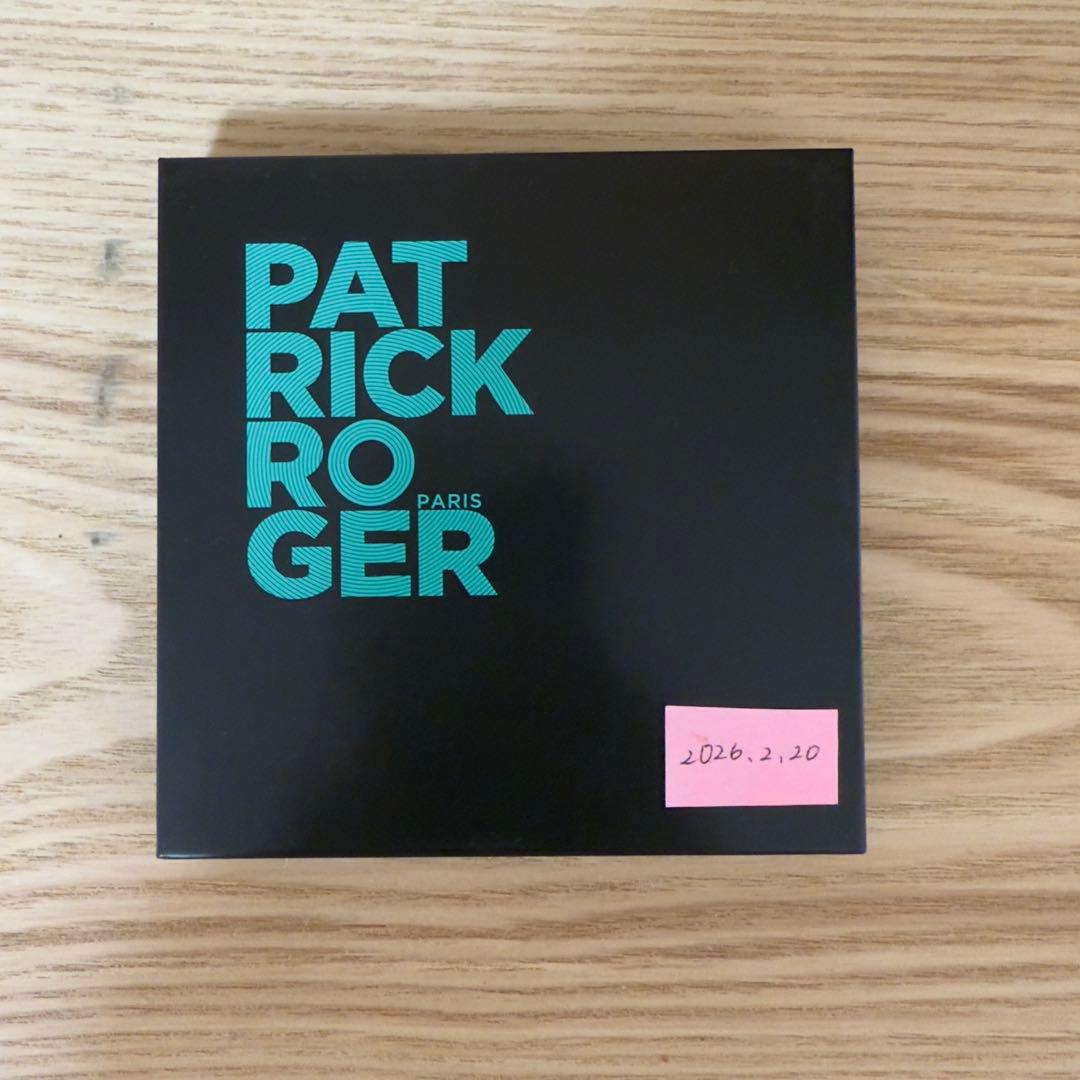 PAT
RICK
RO
PARIS
GER
2026.2.20